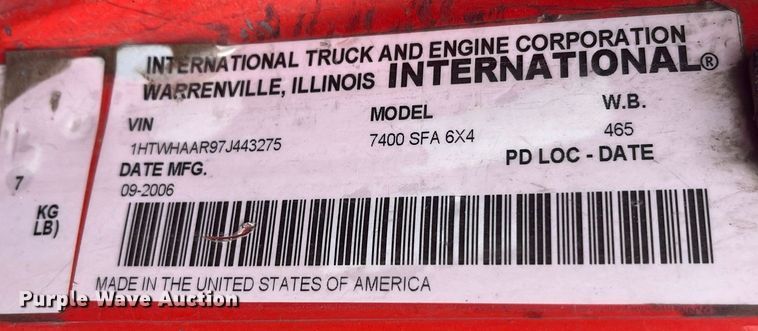 INTERNATIONAL TRUCK AND ENGINE CORPORATION
WARRENVILLE, ILLINOIS INTERNATIONAL®
VIN MODEL W.B.
1HTWHAAR97J443275 7400 SFA 6X4 465
DATE MFG. PD LOC - DATE
09-2006
7
KG
LB)
MADE IN THE UNITED STATES OF AMERICA
Purple Wave Auction